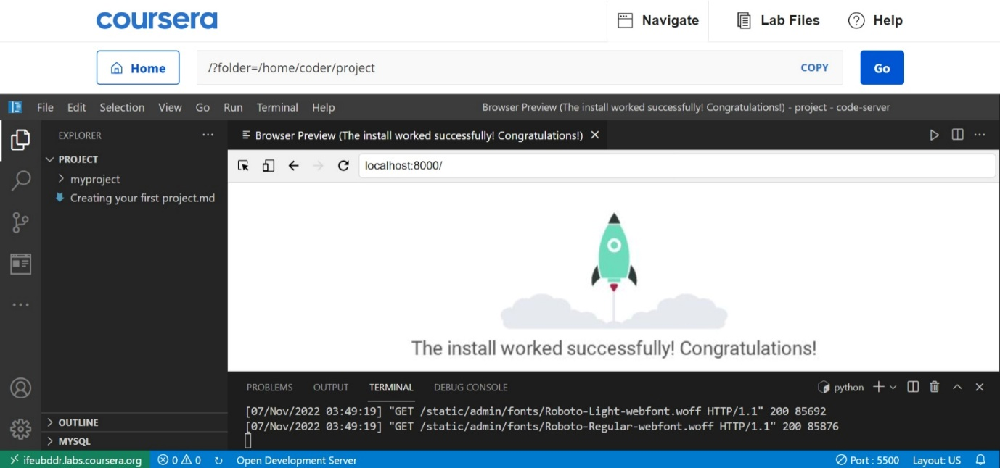 coursera
Navigate
Lab Files
Help
Home
/?folder=/home/coder/project
COPY
Go
File Edit Selection View Go Run Terminal Help
Browser Preview (The install worked successfully! Congratulations!) - project - code-server
EXPLORER
Browser Preview (The install worked successfully! Congratulations!)
PROJECT
myproject
Creating your first project.md
localhost:8000/
The install worked successfully! Congratulations!
PROBLEMS OUTPUT TERMINAL DEBUG CONSOLE
python
[07/Nov/2022 03:49:19] "GET /static/admin/fonts/Roboto-Light-webfont.woff HTTP/1.1" 200 85692
[07/Nov/2022 03:49:19] "GET /static/admin/fonts/Roboto-Regular-webfont.woff HTTP/1.1" 200 85876
OUTLINE
MYSQL
ifeubddr.labs.coursera.org
0 0
Open Development Server
Port : 5500
Layout: US